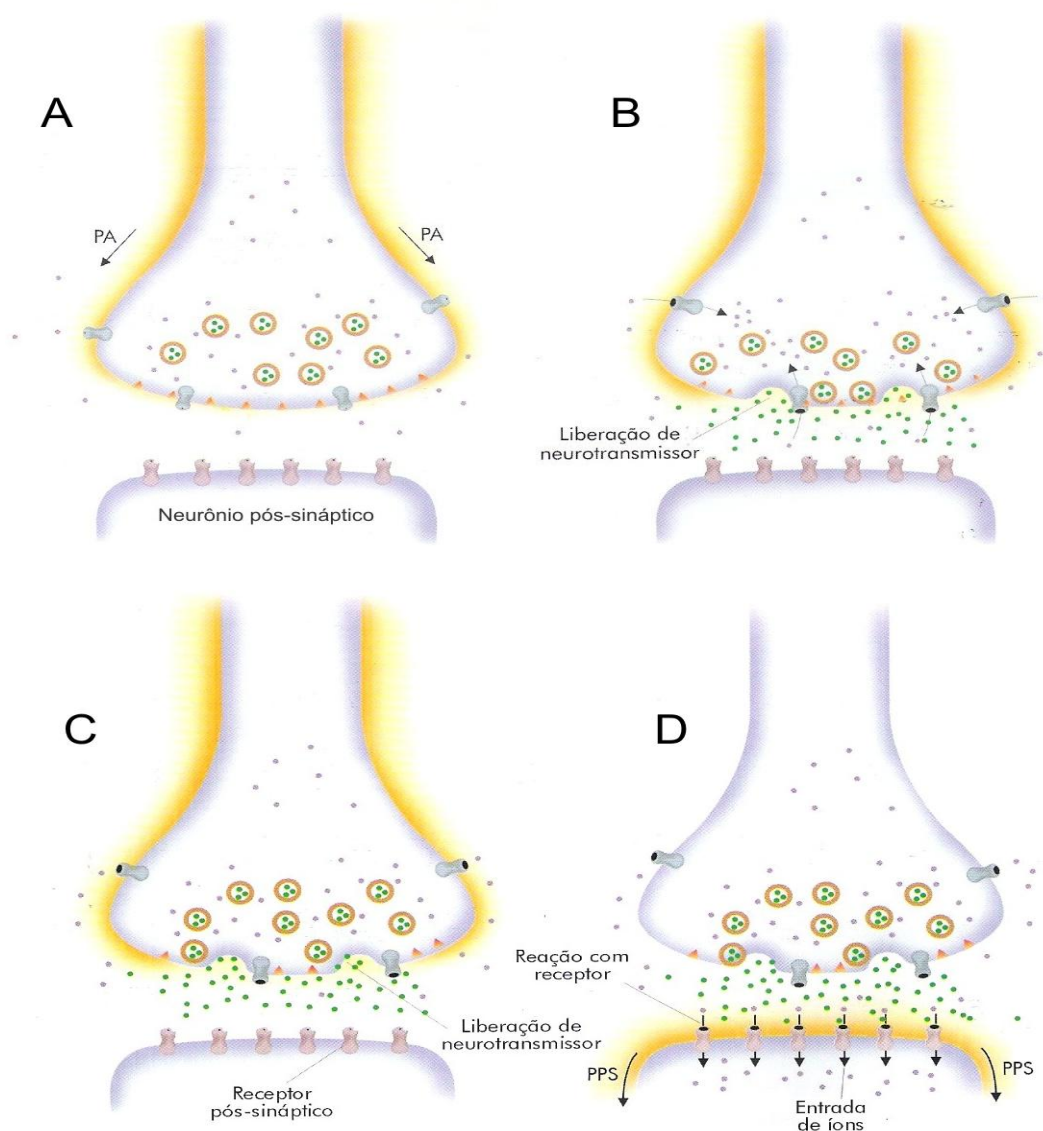 A
PA
PA
Neurônio pós-sináptico
B
Liberação de
neurotransmissor
C
Liberação de
neurotransmissor
Receptor
pós-sináptico
D
Reação com
receptor
PPS
PPS
Entrada
de íons